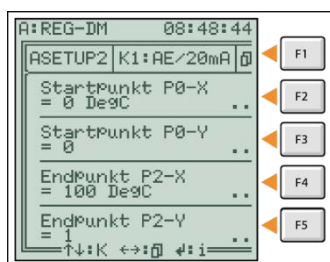 A:REG-DM 08:48:44
ASETUP2 K1:AE/20mA
F1
Startpunkt P0-X
= 0 DegC ..
F2
Startpunkt P0-Y
= 0 ..
F3
Endpunkt P2-X
= 100 DegC ..
F4
Endpunkt P2-Y
= 1 ..
F5
↑↓:K ↔:⧉ ↲:i